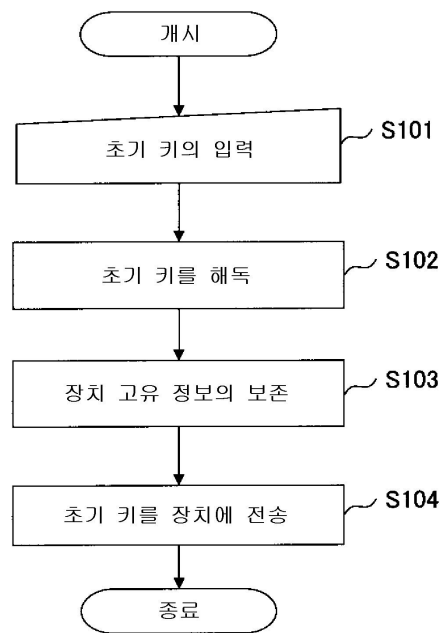 개시
초기 키의 입력
S101
초기 키를 해독
S102
장치 고유 정보의 보존
S103
초기 키를 장치에 전송
S104
종료